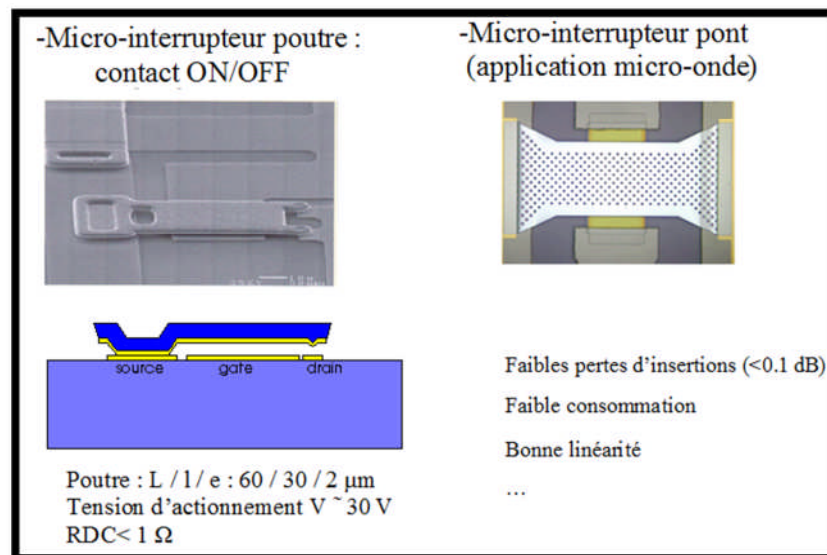 -Micro-interrupteur poutre :
contact ON/OFF
source
gate
drain
Poutre : L / l / e : 60 / 30 / 2 μm
Tension d’actionnement V ~ 30 V
RDC< 1 Ω
-Micro-interrupteur pont
(application micro-onde)
Faibles pertes d’insertions (<0.1 dB)
Faible consommation
Bonne linéarité
…